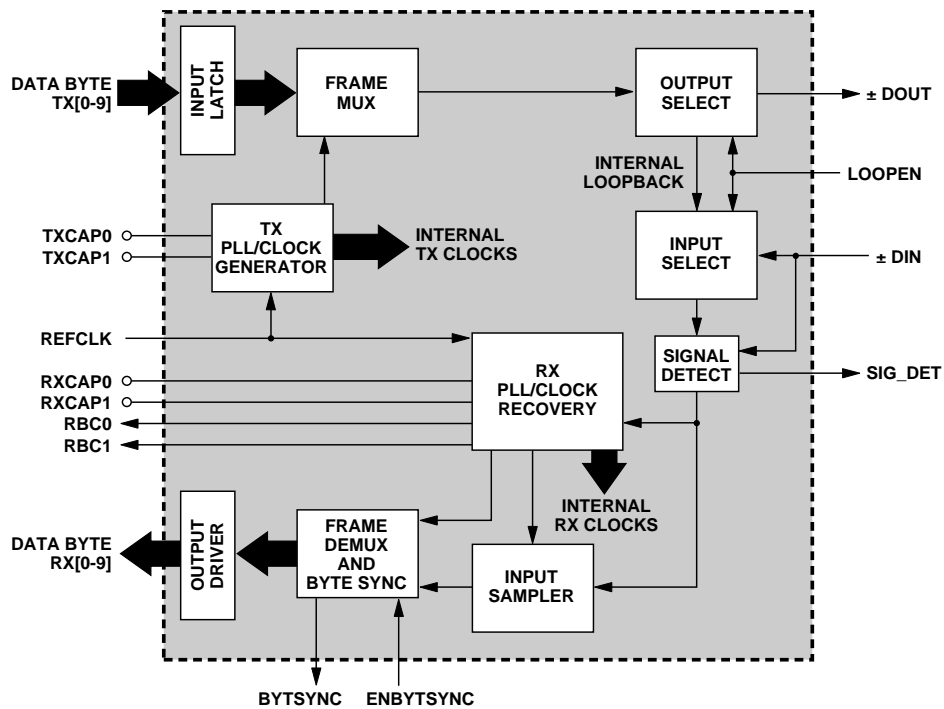 DATA BYTE
TX[0-9]
INPUT
LATCH
FRAME
MUX
OUTPUT
SELECT
± DOUT
INTERNAL
LOOPBACK
LOOPEN
TXCAP0
TXCAP1
TX
PLL/CLOCK
GENERATOR
INTERNAL
TX CLOCKS
INPUT
SELECT
± DIN
REFCLK
SIGNAL
DETECT
SIG_DET
RXCAP0
RXCAP1
RBC0
RBC1
RX
PLL/CLOCK
RECOVERY
INTERNAL
RX CLOCKS
DATA BYTE
RX[0-9]
OUTPUT
DRIVER
FRAME
DEMUX
AND
BYTE SYNC
INPUT
SAMPLER
BYTSYNC
ENBYTSYNC